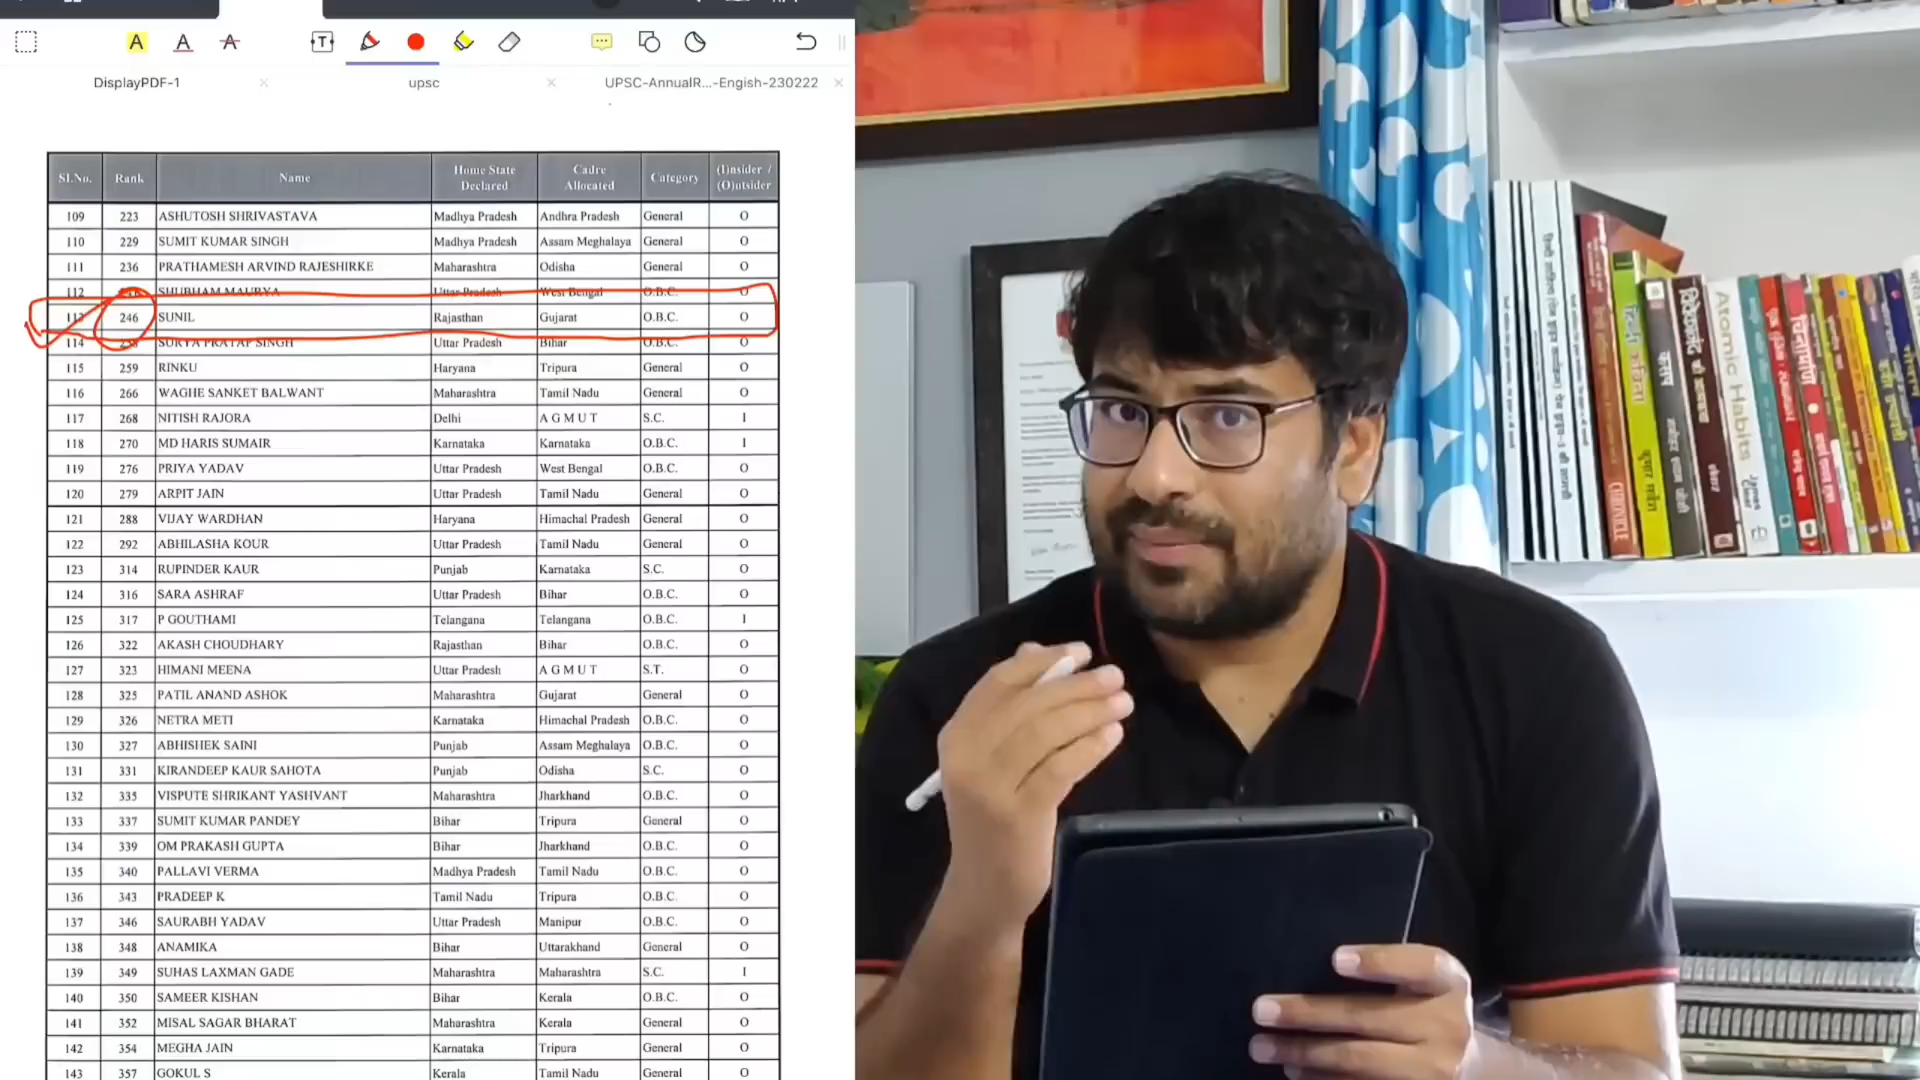 A A A T
DisplayPDF-1 × upsc × UPSC-AnnualR...-Engish-230222 ×
Sl.No. Rank Name Home State Declared Cadre Allocated Category (I)nsider / (O)utsider
109 223 ASHUTOSH SHRIVASTAVA Madhya Pradesh Andhra Pradesh General O
110 229 SUMIT KUMAR SINGH Madhya Pradesh Assam Meghalaya General O
111 236 PRATHAMESH ARVIND RAJESHIRKE Maharashtra Odisha General O
112 SHUBHAM MAURYA Uttar Pradesh West Bengal O.B.C. O
113 246 SUNIL Rajasthan Gujarat O.B.C. O
114 SURYA PRATAP SINGH Uttar Pradesh Bihar O.B.C. O
115 259 RINKU Haryana Tripura General O
116 266 WAGHE SANKET BALWANT Maharashtra Tamil Nadu General O
117 268 NITISH RAJORA Delhi A G M U T S.C. I
118 270 MD HARIS SUMAIR Karnataka Karnataka O.B.C. I
119 276 PRIYA YADAV Uttar Pradesh West Bengal O.B.C. O
120 279 ARPIT JAIN Uttar Pradesh Tamil Nadu General O
121 288 VIJAY WARDHAN Haryana Himachal Pradesh General O
122 292 ABHILASHA KOUR Uttar Pradesh Tamil Nadu General O
123 314 RUPINDER KAUR Punjab Karnataka S.C. O
124 316 SARA ASHRAF Uttar Pradesh Bihar O.B.C. O
125 317 P GOUTHAMI Telangana Telangana O.B.C. I
126 322 AKASH CHOUDHARY Rajasthan Bihar O.B.C. O
127 323 HIMANI MEENA Uttar Pradesh A G M U T S.T. O
128 325 PATIL ANAND ASHOK Maharashtra Gujarat General O
129 326 NETRA METI Karnataka Himachal Pradesh O.B.C. O
130 327 ABHISHEK SAINI Punjab Assam Meghalaya O.B.C. O
131 331 KIRANDEEP KAUR SAHOTA Punjab Odisha S.C. O
132 335 VISPUTE SHRIKANT YASHVANT Maharashtra Jharkhand O.B.C. O
133 337 SUMIT KUMAR PANDEY Bihar Tripura General O
134 339 OM PRAKASH GUPTA Bihar Jharkhand O.B.C. O
135 340 PALLAVI VERMA Madhya Pradesh Tamil Nadu O.B.C. O
136 343 PRADEEP K Tamil Nadu Tripura O.B.C. O
137 346 SAURABH YADAV Uttar Pradesh Manipur O.B.C. O
138 348 ANAMIKA Bihar Uttarakhand General O
139 349 SUHAS LAXMAN GADE Maharashtra Maharashtra S.C. I
140 350 SAMEER KISHAN Bihar Kerala O.B.C. O
141 352 MISAL SAGAR BHARAT Maharashtra Kerala General O
142 354 MEGHA JAIN Karnataka Tripura General O
143 357 GOKUL S Kerala Tamil Nadu General O
CHRONICLE
Atomic Habits
James Clear